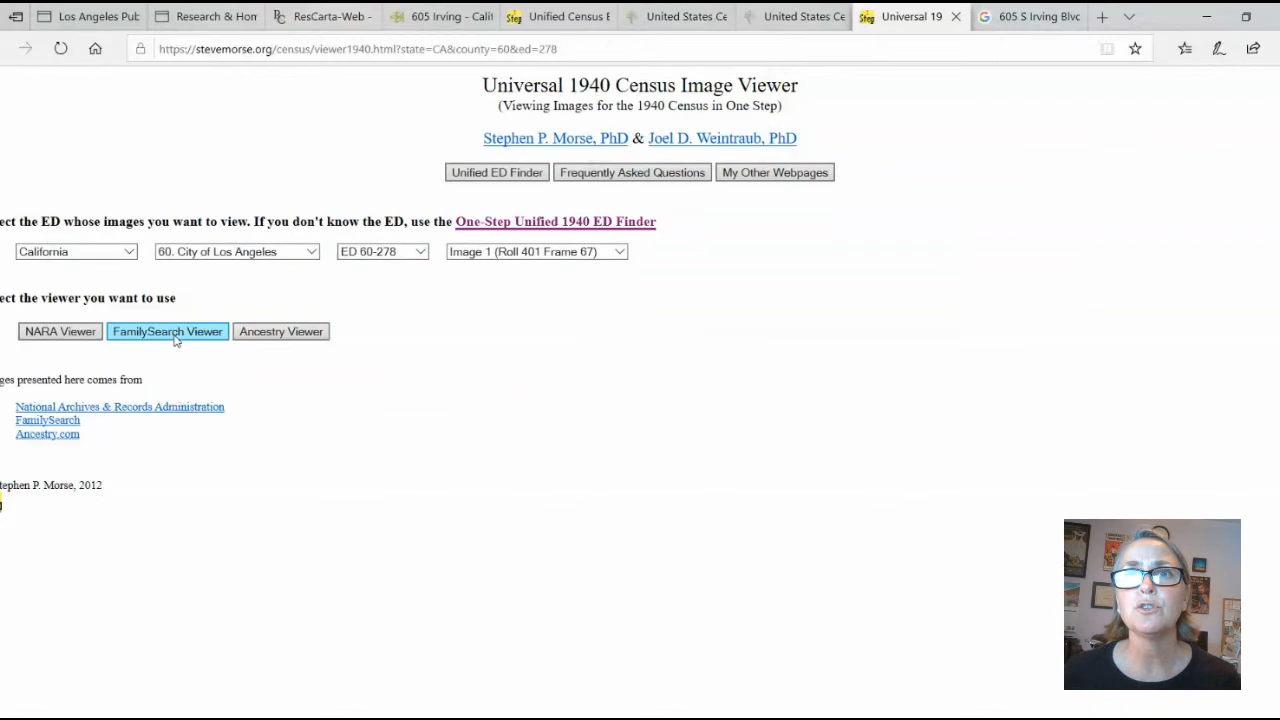 Los Angeles Pub
Research & Hon
ResCarta-Web -
605 Irving - Cali
Unified Census E
United States Ce
United States Ce
Universal 19
605 S Irving Blvc
https://stevemorse.org/census/viewer1940.html?state=CA&county=60&ed=278
Universal 1940 Census Image Viewer
(Viewing Images for the 1940 Census in One Step)
Stephen P. Morse, PhD & Joel D. Weintraub, PhD
Unified ED Finder Frequently Asked Questions My Other Webpages
ect the ED whose images you want to view. If you don't know the ED, use the One-Step Unified 1940 ED Finder
California 60. City of Los Angeles ED 60-278 Image 1 (Roll 401 Frame 67)
ect the viewer you want to use
NARA Viewer FamilySearch Viewer Ancestry Viewer
ges presented here comes from
National Archives & Records Administration
FamilySearch
Ancestry.com
tephen P. Morse, 2012